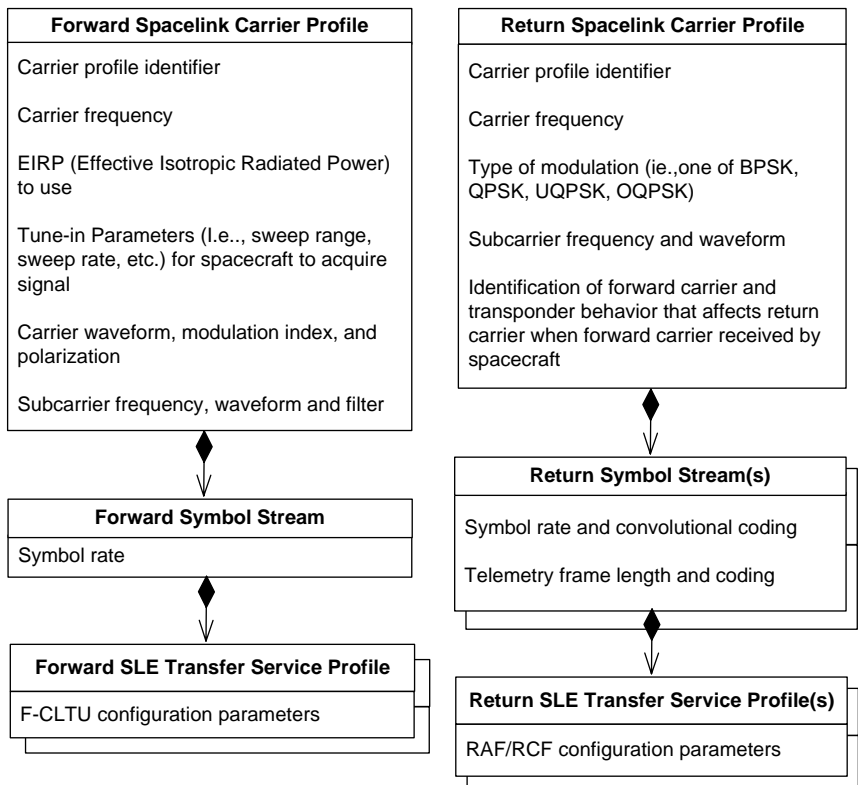 Forward Spacelink Carrier Profile
Carrier profile identifier
Carrier frequency
EIRP (Effective Isotropic Radiated Power)
to use
Tune-in Parameters (I.e.., sweep range,
sweep rate, etc.) for spacecraft to acquire
signal
Carrier waveform, modulation index, and
polarization
Subcarrier frequency, waveform and filter
Forward Symbol Stream
Symbol rate
Forward SLE Transfer Service Profile
F-CLTU configuration parameters
Return Spacelink Carrier Profile
Carrier profile identifier
Carrier frequency
Type of modulation (ie.,one of BPSK,
QPSK, UQPSK, OQPSK)
Subcarrier frequency and waveform
Identification of forward carrier and
transponder behavior that affects return
carrier when forward carrier received by
spacecraft
Return Symbol Stream(s)
Symbol rate and convolutional coding
Telemetry frame length and coding
Return SLE Transfer Service Profile(s)
RAF/RCF configuration parameters